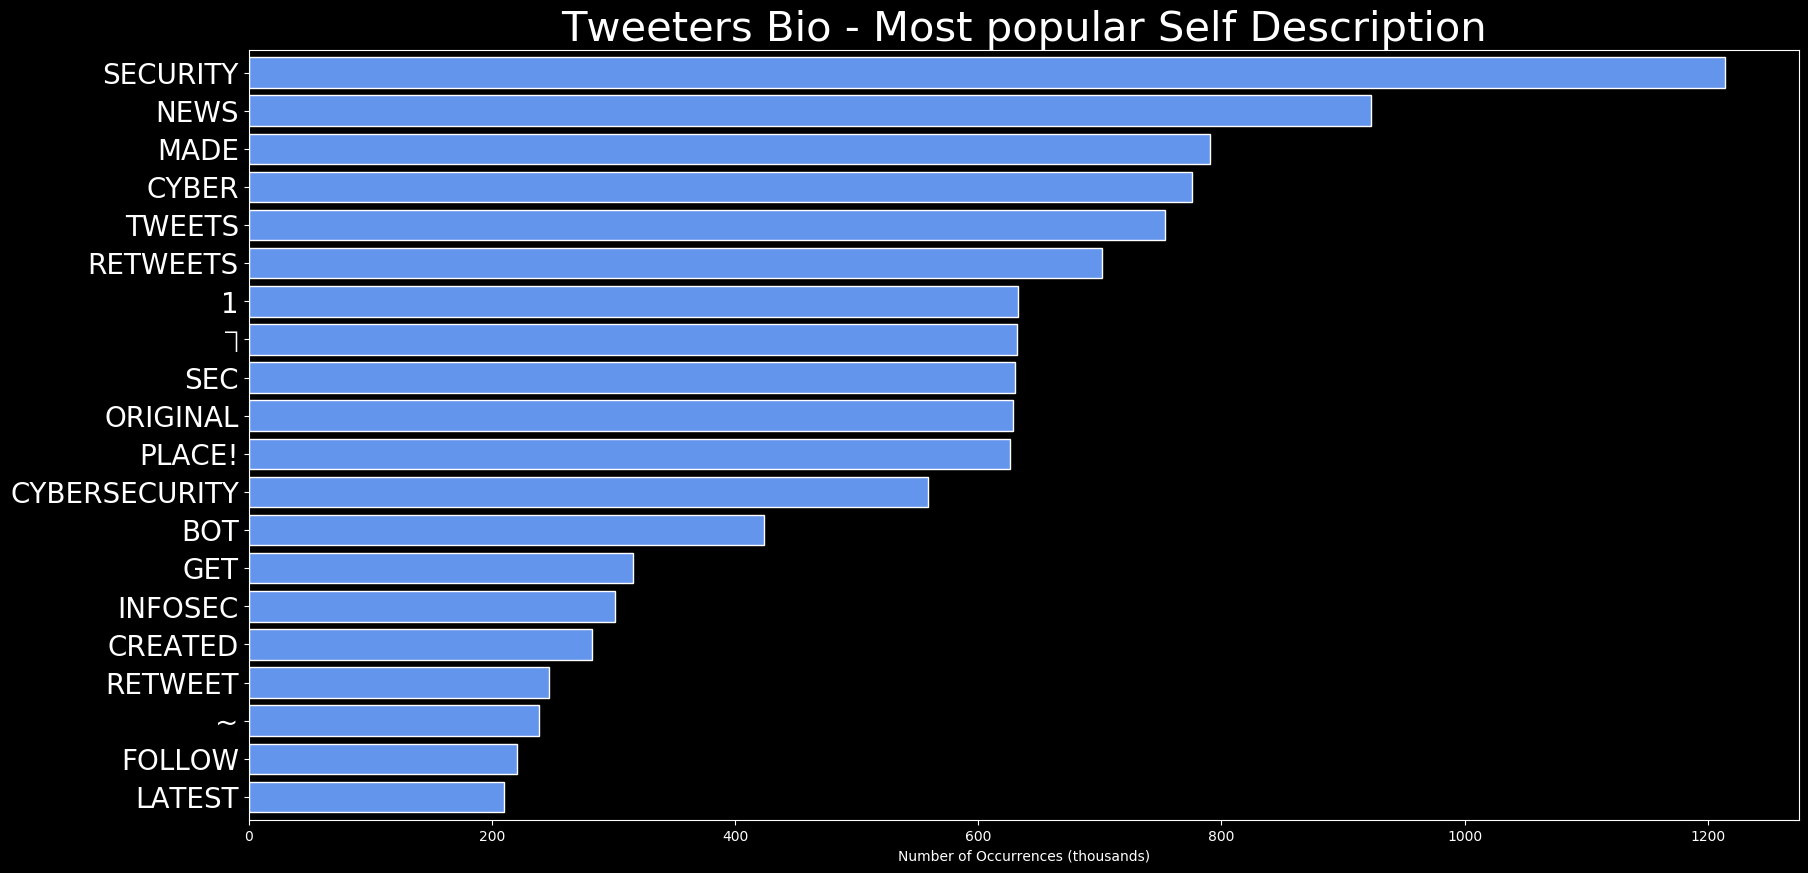 Tweeters Bio - Most popular Self Description
SECURITY
NEWS
MADE
CYBER
TWEETS
RETWEETS
1
SEC
ORIGINAL
PLACE!
CYBERSECURITY
BOT
GET
INFOSEC
CREATED
RETWEET
~
FOLLOW
LATEST
0 200 400 600 800 1000 1200
Number of Occurrences (thousands)